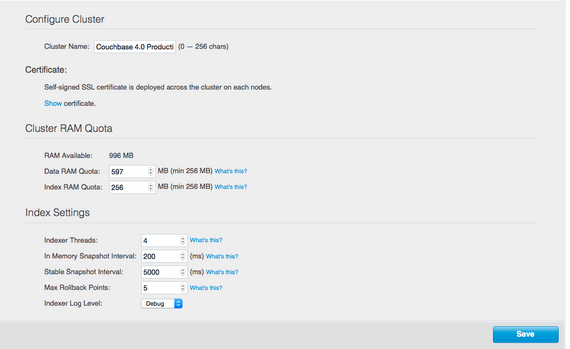 Configure Cluster
Cluster Name: Couchbase 4.0 Producti (0 — 256 chars)
Certificate:
Self-signed SSL certificate is deployed across the cluster on each nodes.
Show certificate.
Cluster RAM Quota
RAM Available: 996 MB
Data RAM Quota: 597 MB (min 256 MB) What's this?
Index RAM Quota: 256 MB (min 256 MB) What's this?
Index Settings
Indexer Threads: 4 What's this?
In Memory Snapshot Interval: 200 (ms) What's this?
Stable Snapshot Interval: 5000 (ms) What's this?
Max Rollback Points: 5 What's this?
Indexer Log Level: Debug
Save